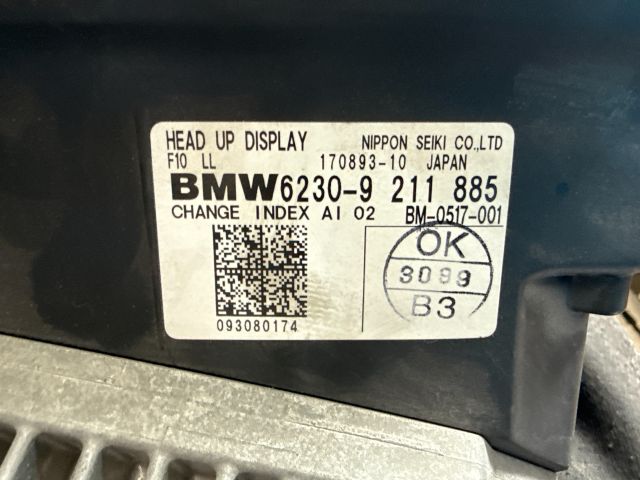 HEAD UP DISPLAY NIPPON SEIKI CO.,LTD
F10 LL 170893-10 JAPAN
BMW6230-9 211 885
CHANGE INDEX AI 02 BM-0517-001
OK
B3
093080174